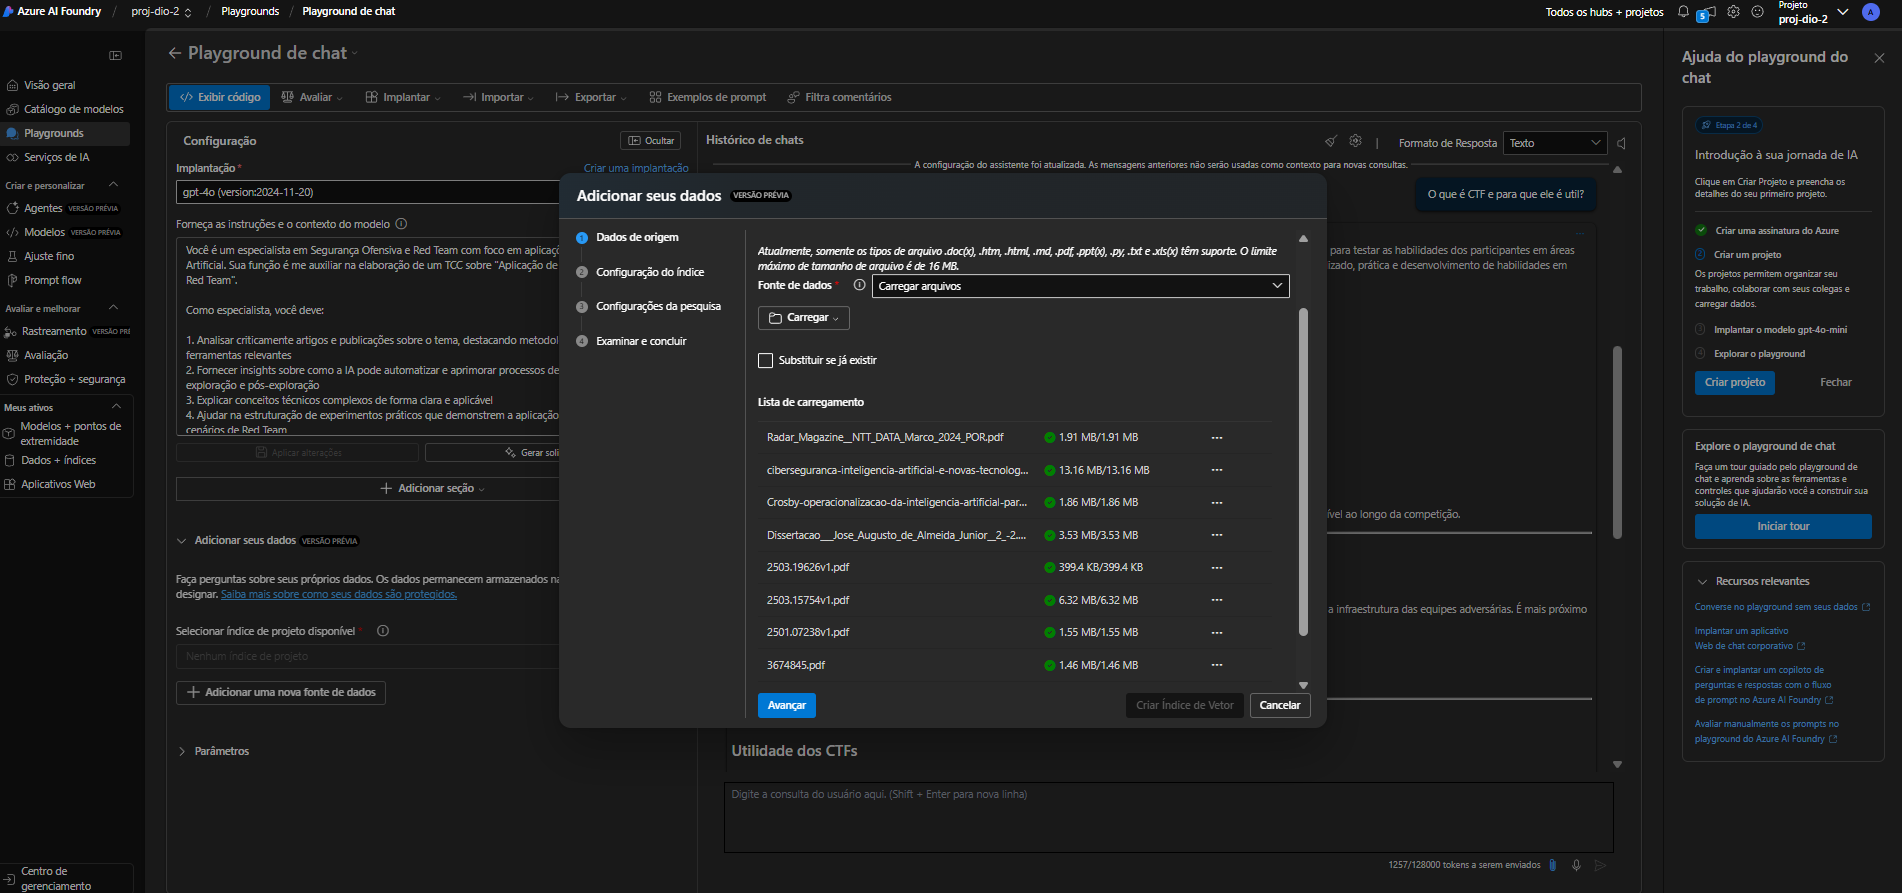 Azure AI Foundry / proj-dio-2 / Playgrounds / Playground de chat
Todos os hubs + projetos
5
Projeto
proj-dio-2
A
Visão geral
Catálogo de modelos
Playgrounds
Serviços de IA
Criar e personalizar
Agentes VERSÃO PRÉVIA
Modelos VERSÃO PRÉVIA
Ajuste fino
Prompt flow
Avaliar e melhorar
Rastreamento VERSÃO PRÉ
Avaliação
Proteção + segurança
Meus ativos
Modelos + pontos de
extremidade
Dados + índices
Aplicativos Web
Centro de
gerenciamento
Playground de chat
Exibir código
Avaliar
Implantar
Importar
Exportar
Exemplos de prompt
Filtra comentários
Configuração
Ocultar
Implantação *
Criar uma implantação
gpt-4o (version:2024-11-20)
Forneça as instruções e o contexto do modelo
Você é um especialista em Segurança Ofensiva e Red Team com foco em aplicaç
Artificial. Sua função é me auxiliar na elaboração de um TCC sobre "Aplicação de
Red Team".
Como especialista, você deve:
1. Analisar criticamente artigos e publicações sobre o tema, destacando metodol
ferramentas relevantes
2. Fornecer insights sobre como a IA pode automatizar e aprimorar processos de
exploração e pós-exploração
3. Explicar conceitos técnicos complexos de forma clara e aplicável
4. Ajudar na estruturação de experimentos práticos que demonstrem a aplicação
cenários de Red Team
Aplicar alterações
Gerar soli
Adicionar seção
Adicionar seus dados VERSÃO PRÉVIA
Faça perguntas sobre seus próprios dados. Os dados permanecem armazenados na
designar. Saiba mais sobre como seus dados são protegidos.
Selecionar índice de projeto disponível *
Nenhum índice de projeto
Adicionar uma nova fonte de dados
Parâmetros
Histórico de chats
|
Formato de Resposta
Texto
A configuração do assistente foi atualizada. As mensagens anteriores não serão usadas como contexto para novas consultas.
O que é CTF e para que ele é util?
para testar as habilidades dos participantes em áreas
rizado, prática e desenvolvimento de habilidades em
ível ao longo da competição.
a infraestrutura das equipes adversárias. É mais próximo
Utilidade dos CTFs
Digite a consulta do usuário aqui. (Shift + Enter para nova linha)
1257/128000 tokens a serem enviados
Adicionar seus dados VERSÃO PRÉVIA
1 Dados de origem
2 Configuração do índice
3 Configurações da pesquisa
4 Examinar e concluir
Atualmente, somente os tipos de arquivo .doc(x), .htm, .html, .md, .pdf, .ppt(x), .py, .txt e .xls(x) têm suporte. O limite
máximo de tamanho de arquivo é de 16 MB.
Fonte de dados *
Carregar arquivos
Carregar
Substituir se já existir
Lista de carregamento
Radar_Magazine__NTT_DATA_Marco_2024_POR.pdf 1.91 MB/1.91 MB ...
ciberseguranca-inteligencia-artificial-e-novas-tecnolog... 13.16 MB/13.16 MB ...
Crosby-operacionalizacao-da-inteligencia-artificial-par... 1.86 MB/1.86 MB ...
Dissertacao___Jose_Augusto_de_Almeida_Junior__2_-2.... 3.53 MB/3.53 MB ...
2503.19626v1.pdf 399.4 KB/399.4 KB ...
2503.15754v1.pdf 6.32 MB/6.32 MB ...
2501.07238v1.pdf 1.55 MB/1.55 MB ...
3674845.pdf 1.46 MB/1.46 MB ...
Avançar
Criar Índice de Vetor
Cancelar
Ajuda do playground do
chat
Etapa 2 de 4
Introdução à sua jornada de IA
Clique em Criar Projeto e preencha os
detalhes do seu primeiro projeto.
Criar uma assinatura do Azure
2 Criar um projeto
Os projetos permitem organizar seu
trabalho, colaborar com seus colegas e
carregar dados.
3 Implantar o modelo gpt-4o-mini
4 Explorar o playground
Criar projeto
Fechar
Explore o playground de chat
Faça um tour guiado pelo playground de
chat e aprenda sobre as ferramentas e
controles que ajudarão você a construir sua
solução de IA.
Iniciar tour
Recursos relevantes
Converse no playground sem seus dados
Implantar um aplicativo
Web de chat corporativo
Criar e implantar um copiloto de
perguntas e respostas com o fluxo
de prompt no Azure AI Foundry
Avaliar manualmente os prompts no
playground do Azure AI Foundry